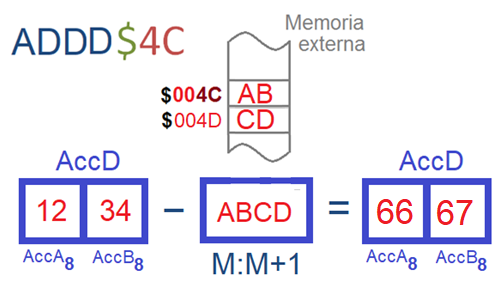 ADDD$4C
Memoria
externa
$004C AB
$004D CD
AccD AccD
12 34 – ABCD = 66 67
AccA8 AccB8 M:M+1 AccA8 AccB8